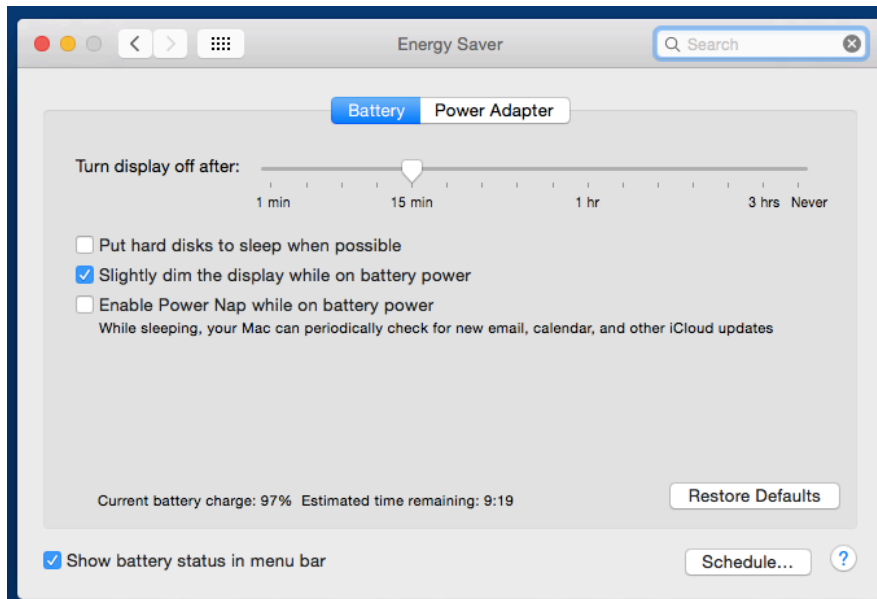 Energy Saver
Search
Battery Power Adapter
Turn display off after:
1 min 15 min 1 hr 3 hrs Never
Put hard disks to sleep when possible
Slightly dim the display while on battery power
Enable Power Nap while on battery power
While sleeping, your Mac can periodically check for new email, calendar, and other iCloud updates
Current battery charge: 97% Estimated time remaining: 9:19
Restore Defaults
Show battery status in menu bar
Schedule...
?